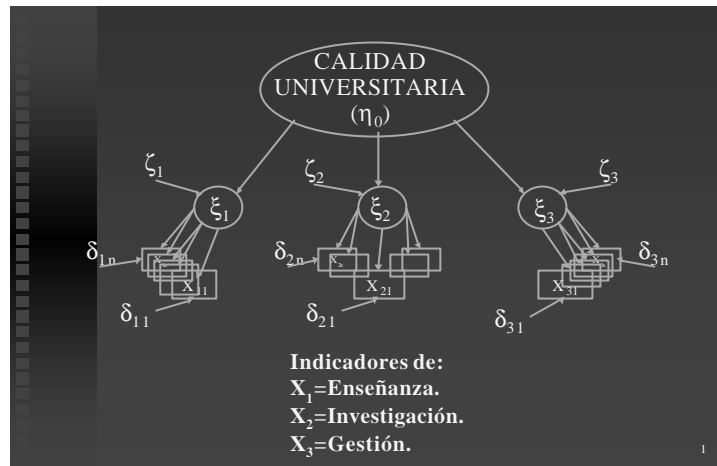 CALIDAD
UNIVERSITARIA
(η₀)
ζ₁
ζ₂
ζ₃
ξ₁
ξ₂
ξ₃
δ₁ₙ
δ₂ₙ
X₂ₙ
δ₃ₙ
X₁₁
X₂₁
X₃₁
δ₁₁
δ₂₁
δ₃₁
Indicadores de:
X₁=Enseñanza.
X₂=Investigación.
X₃=Gestión.
1